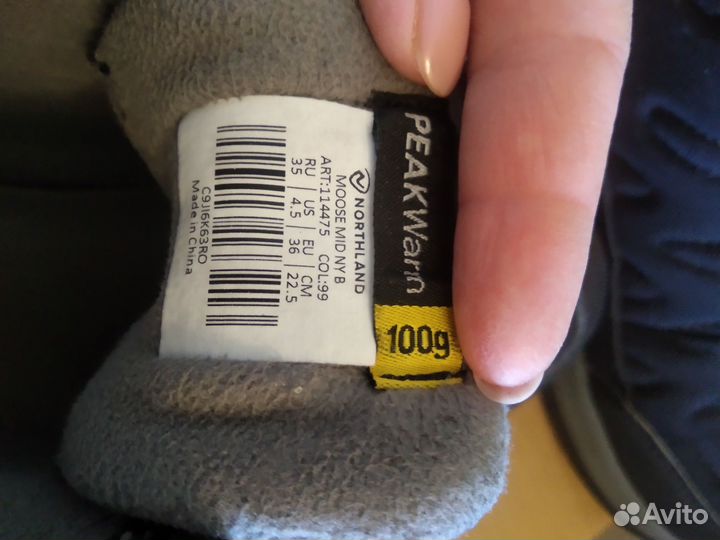 NORTHLAND
MOOSE MID NY B
ART:114475 COL:99
RU | US | EU | CM
35 | 4.5 | 36 | 22.5
C9JI6K63RO
Made in China
PEAKWarm
100g
Avito